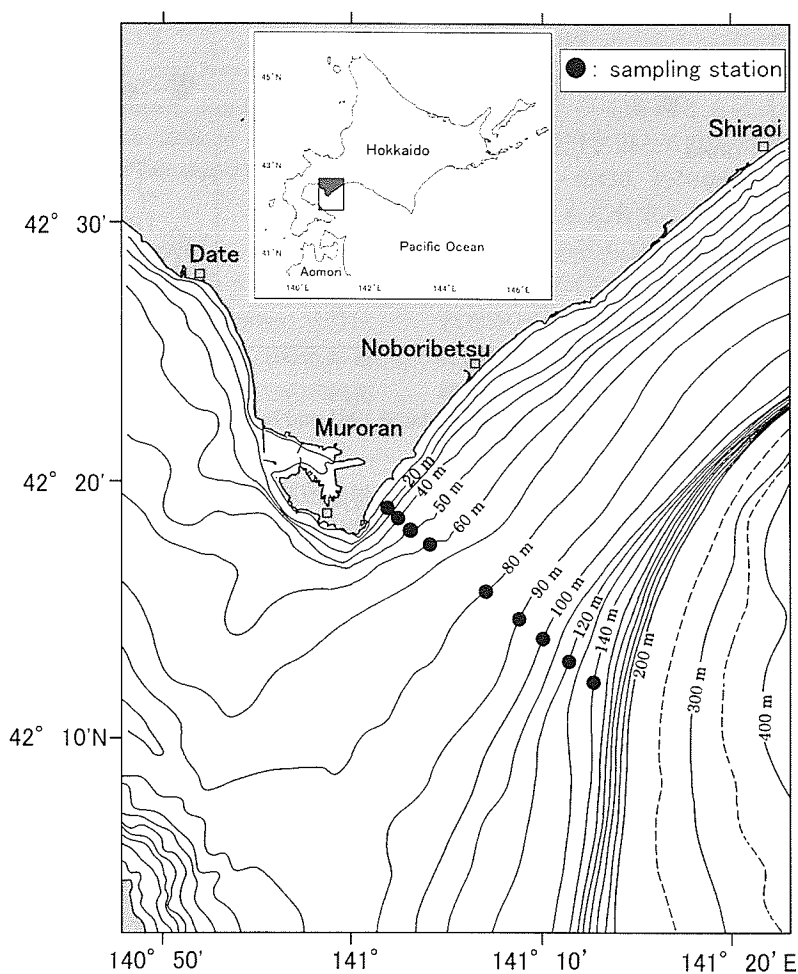 ● : sampling station
45°N
43°N
41°N
Hokkaido
Pacific Ocean
Aomori
140°E
142°E
144°E
146°E
Shiraoi
42° 30'
Date
Noboribetsu
Muroran
42° 20'
20 m
40 m
50 m
60 m
80 m
90 m
100 m
120 m
140 m
200 m
300 m
400 m
42° 10'N
140° 50'
141°
141° 10'
141° 20' E